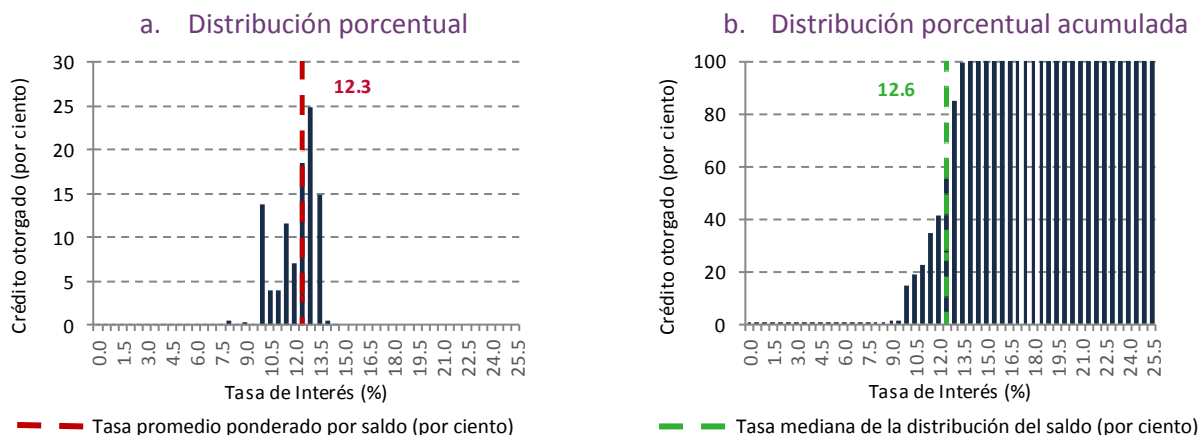 a. Distribución porcentual
30
25
20
15
10
5
0
Crédito otorgado (por ciento)
12.3
0.0 1.5 3.0 4.5 6.0 7.5 9.0 10.5 12.0 13.5 15.0 16.5 18.0 19.5 21.0 22.5 24.0 25.5
Tasa de Interés (%)
Tasa promedio ponderado por saldo (por ciento)
b. Distribución porcentual acumulada
100
80
60
40
20
0
Crédito otorgado (por ciento)
12.6
0.0 1.5 3.0 4.5 6.0 7.5 9.0 10.5 12.0 13.5 15.0 16.5 18.0 19.5 21.0 22.5 24.0 25.5
Tasa de Interés (%)
Tasa mediana de la distribución del saldo (por ciento)